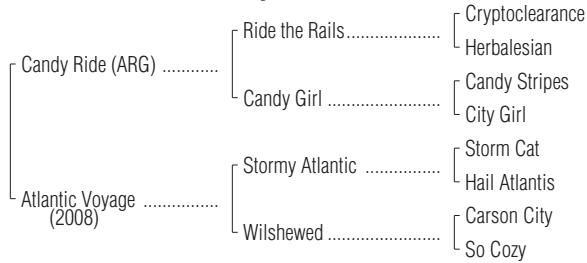 Cryptoclearance
Ride the Rails....................
Herbalesian
Candy Ride (ARG) ............
Candy Stripes
Candy Girl ........................
City Girl
Storm Cat
Stormy Atlantic ................
Hail Atlantis
Atlantic Voyage ................
(2008)
Carson City
Wilshewed ........................
So Cozy